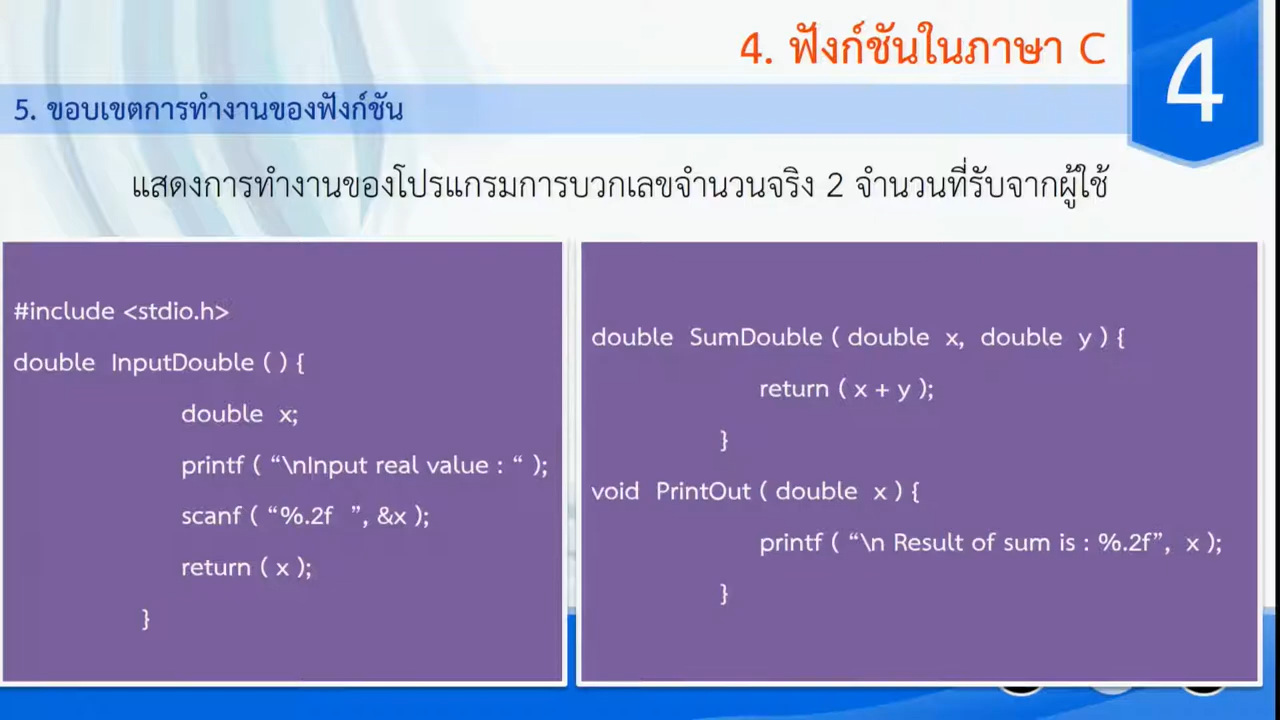 4. ฟังก์ชันในภาษา C
4
5. ขอบเขตการทำงานของฟังก์ชัน
แสดงการทำงานของโปรแกรมการบวกเลขจำนวนจริง 2 จำนวนที่รับจากผู้ใช้
#include <stdio.h>
double InputDouble ( ) {
double x;
printf ( “\nInput real value : “ );
scanf ( “%.2f ”, &x );
return ( x );
}
double SumDouble ( double x, double y ) {
return ( x + y );
}
void PrintOut ( double x ) {
printf ( “\n Result of sum is : %.2f”, x );
}